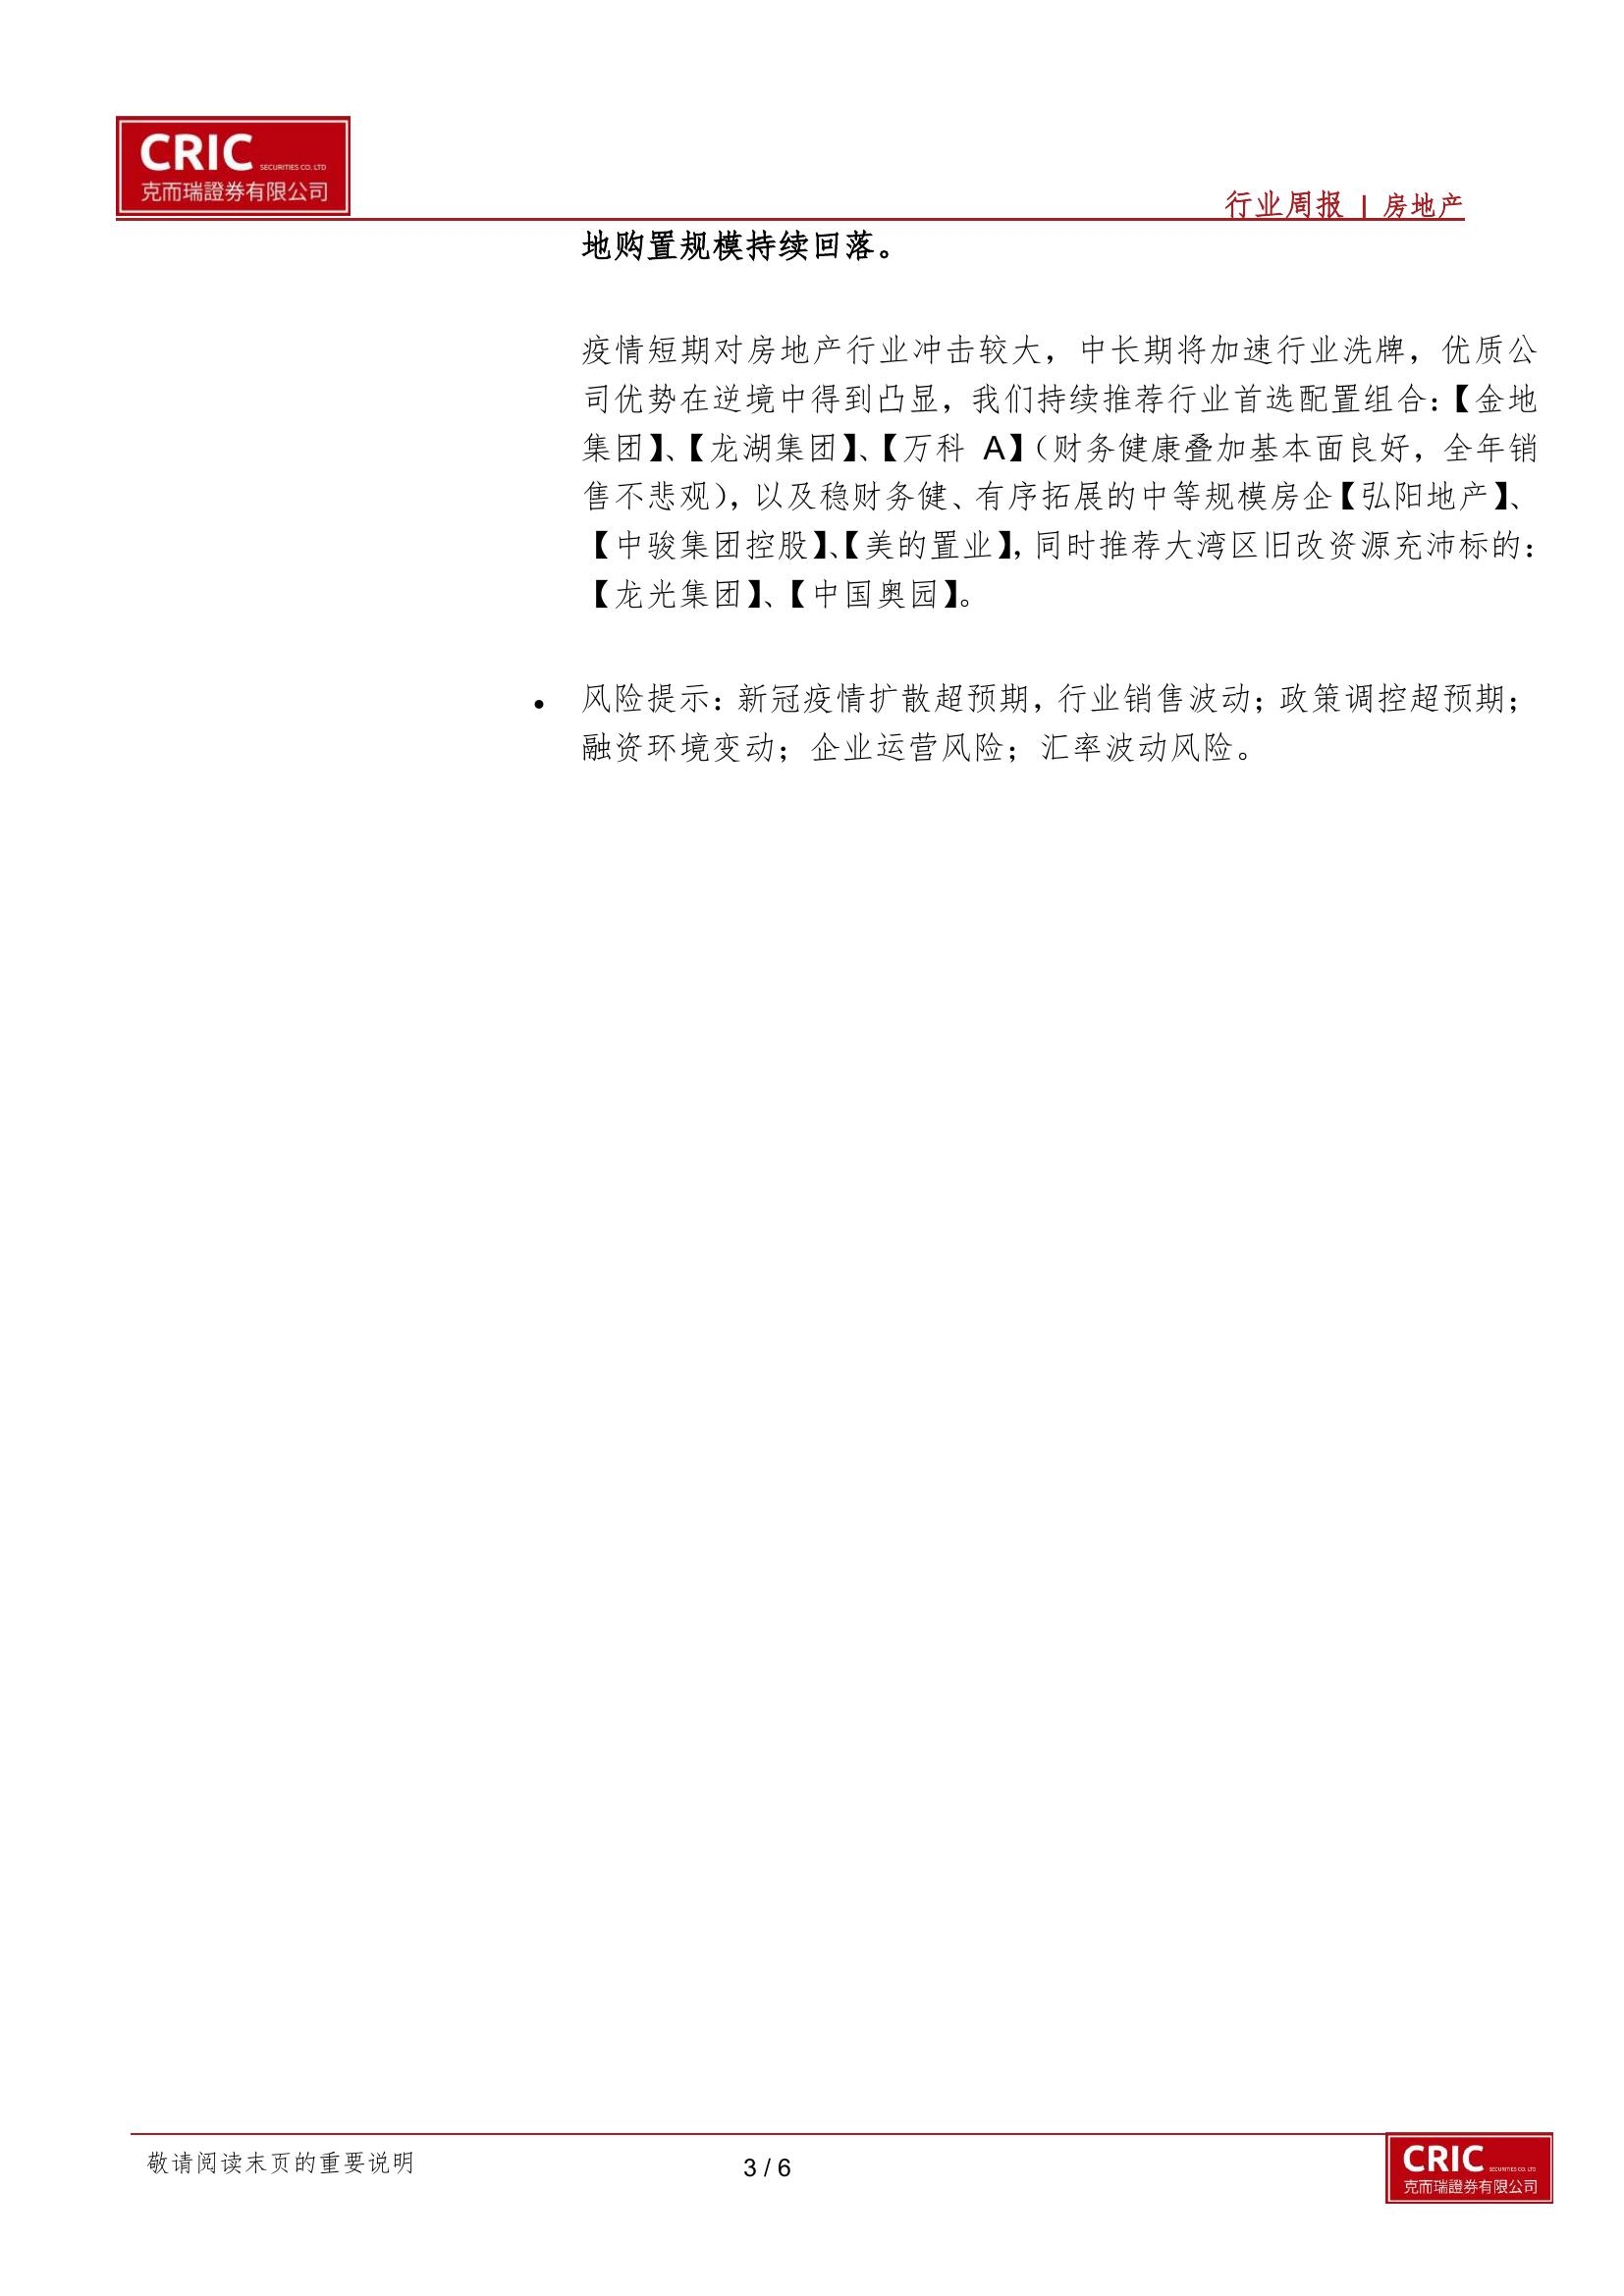 CRIC SECURITIES CO. LTD
克而瑞證券有限公司
行业周报 | 房地产
地购置规模持续回落。
疫情短期对房地产行业冲击较大，中长期将加速行业洗牌，优质公
司优势在逆境中得到凸显，我们持续推荐行业首选配置组合：【金地
集团】、【龙湖集团】、【万科 A】（财务健康叠加基本面良好，全年销
售不悲观），以及稳财务健、有序拓展的中等规模房企【弘阳地产】、
【中骏集团控股】、【美的置业】，同时推荐大湾区旧改资源充沛标的：
【龙光集团】、【中国奥园】。
• 风险提示：新冠疫情扩散超预期，行业销售波动；政策调控超预期；
融资环境变动；企业运营风险；汇率波动风险。
敬请阅读末页的重要说明
3 / 6
CRIC SECURITIES CO. LTD
克而瑞證券有限公司